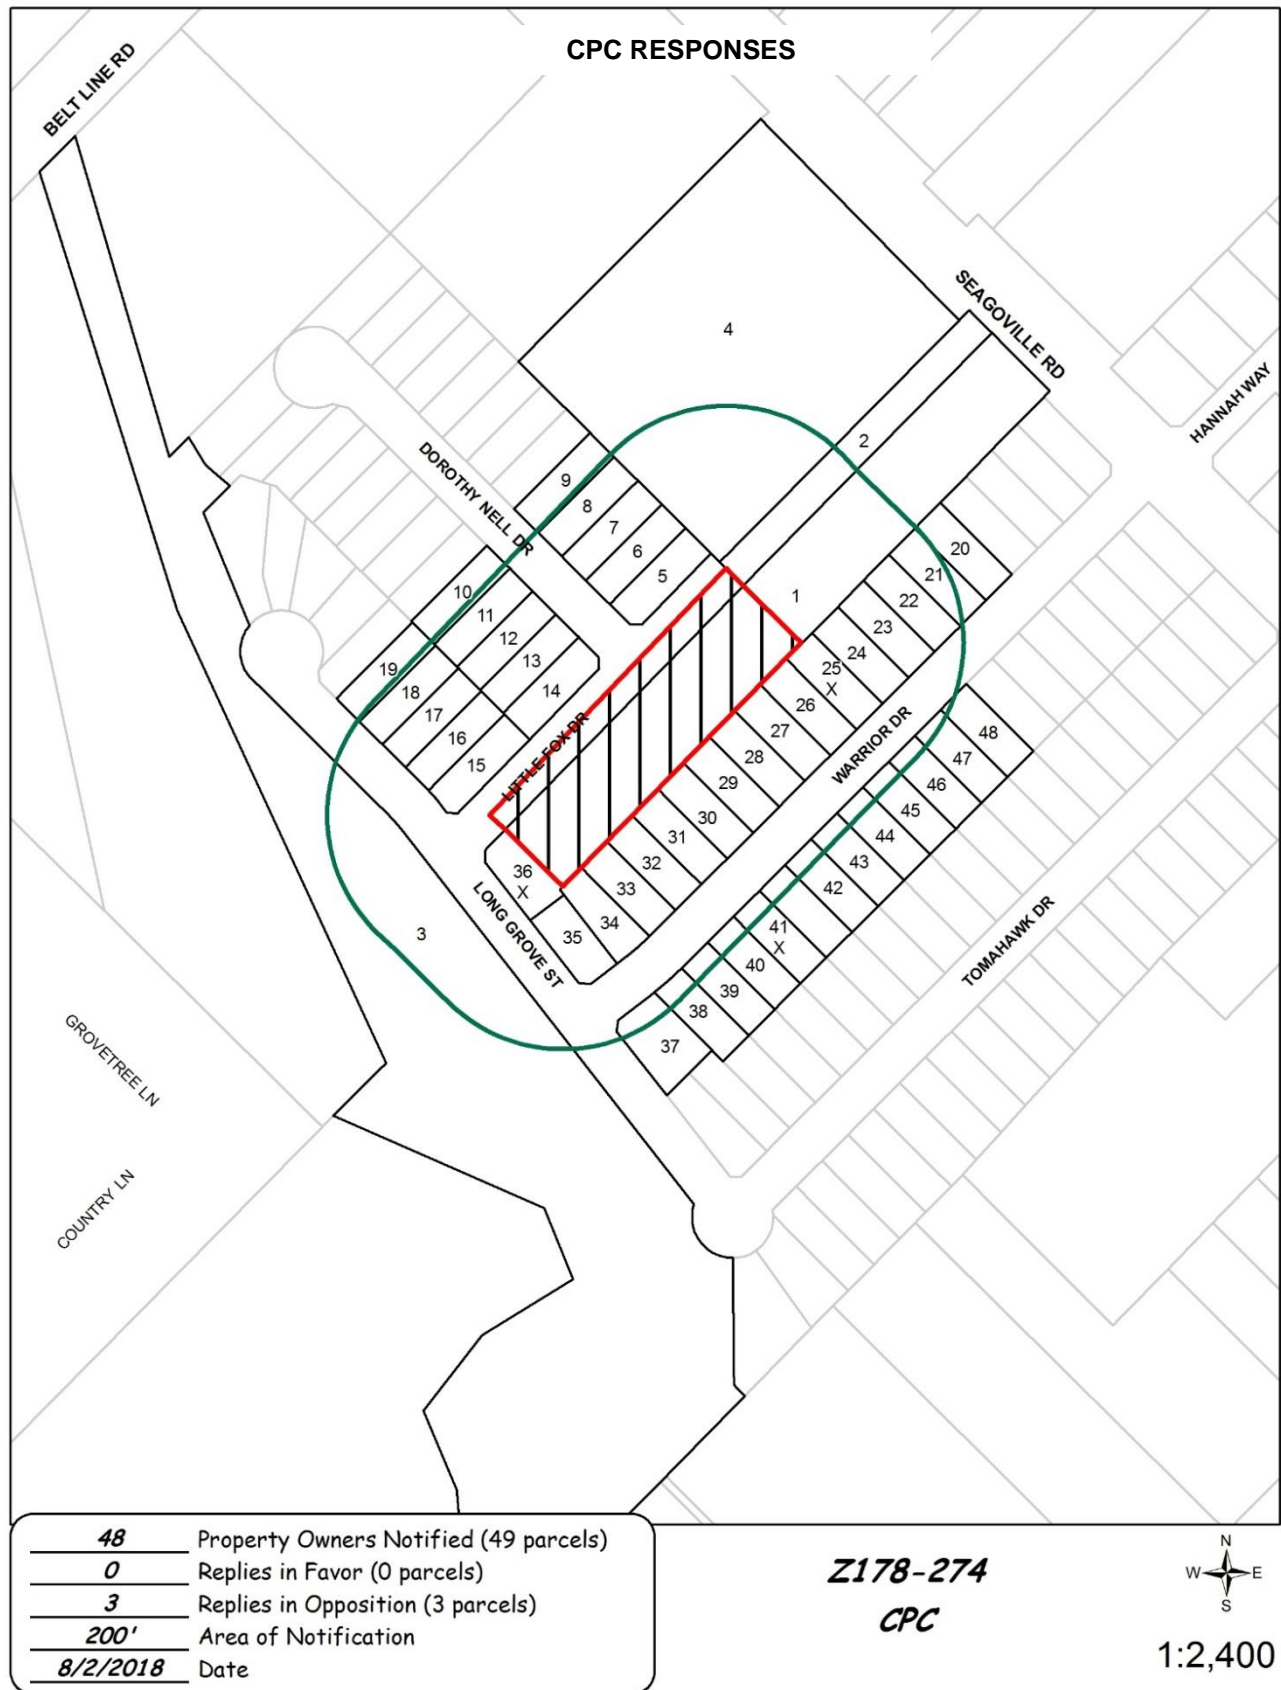 CPC RESPONSES
BELT LINE RD
SEAGOVILLE RD
4
HANNAH WAY
2
DOROTHY NELL DR
9
8
7
6
5
20
21
1
22
23
24
25
X
26
27
28
29
30
31
32
33
34
35
10
11
12
13
14
19
18
17
16
15
LITTLE FOX DR
WARRIOR DR
48
47
46
45
44
43
42
41
X
40
39
38
37
36
X
LONG GROVE ST
3
TOMAHAWK DR
GROVETREE LN
COUNTRY LN
48 Property Owners Notified (49 parcels)
0 Replies in Favor (0 parcels)
3 Replies in Opposition (3 parcels)
200' Area of Notification
8/2/2018 Date
Z178-274
CPC
N
W E
S
1:2,400